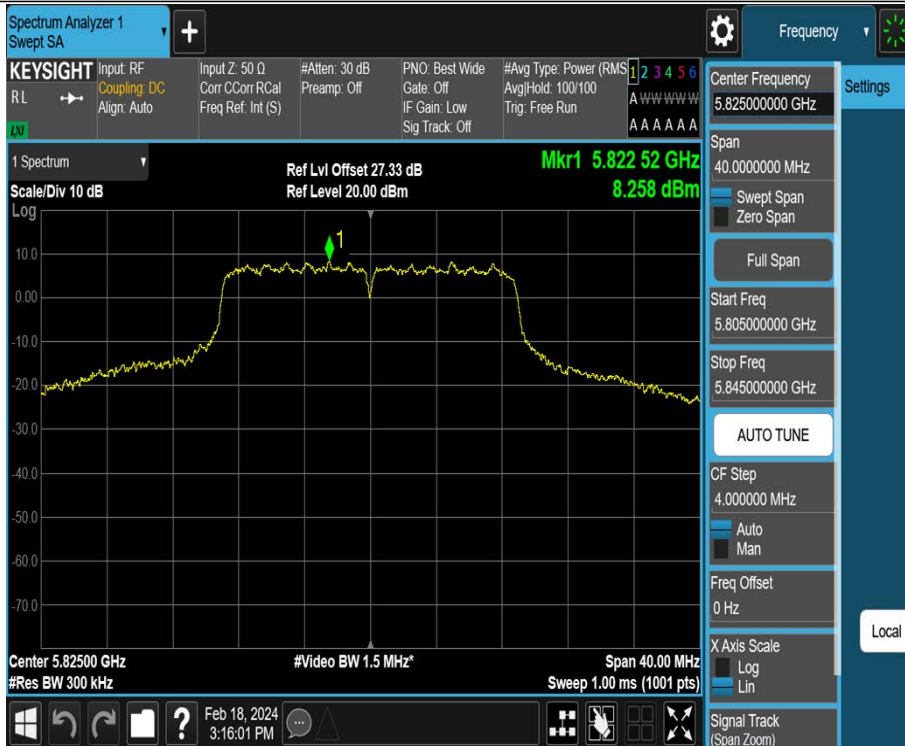 Spectrum Analyzer 1
Swept SA
+
Frequency
KEYSIGHT
R L
LXI
Input: RF
Coupling: DC
Align: Auto
Input Z: 50 Ω
Corr CCorr RCal
Freq Ref: Int (S)
#Atten: 30 dB
Preamp: Off
PNO: Best Wide
Gate: Off
IF Gain: Low
Sig Track: Off
#Avg Type: Power (RMS
Avg|Hold: 100/100
Trig: Free Run
1 2 3 4 5 6
A W W W W W
A A A A A A
Center Frequency
5.825000000 GHz
Settings
Span
40.0000000 MHz
Swept Span
Zero Span
Full Span
Start Freq
5.805000000 GHz
Stop Freq
5.845000000 GHz
AUTO TUNE
CF Step
4.000000 MHz
Auto
Man
Freq Offset
0 Hz
X Axis Scale
Log
Lin
Signal Track
(Span Zoom)
Local
1 Spectrum
Scale/Div 10 dB
Log
Ref Lvl Offset 27.33 dB
Ref Level 20.00 dBm
Mkr1 5.822 52 GHz
8.258 dBm
1
10.0
0.00
-10.0
-20.0
-30.0
-40.0
-50.0
-60.0
-70.0
Center 5.82500 GHz
#Res BW 300 kHz
#Video BW 1.5 MHz*
Span 40.00 MHz
Sweep 1.00 ms (1001 pts)
?
Feb 18, 2024
3:16:01 PM